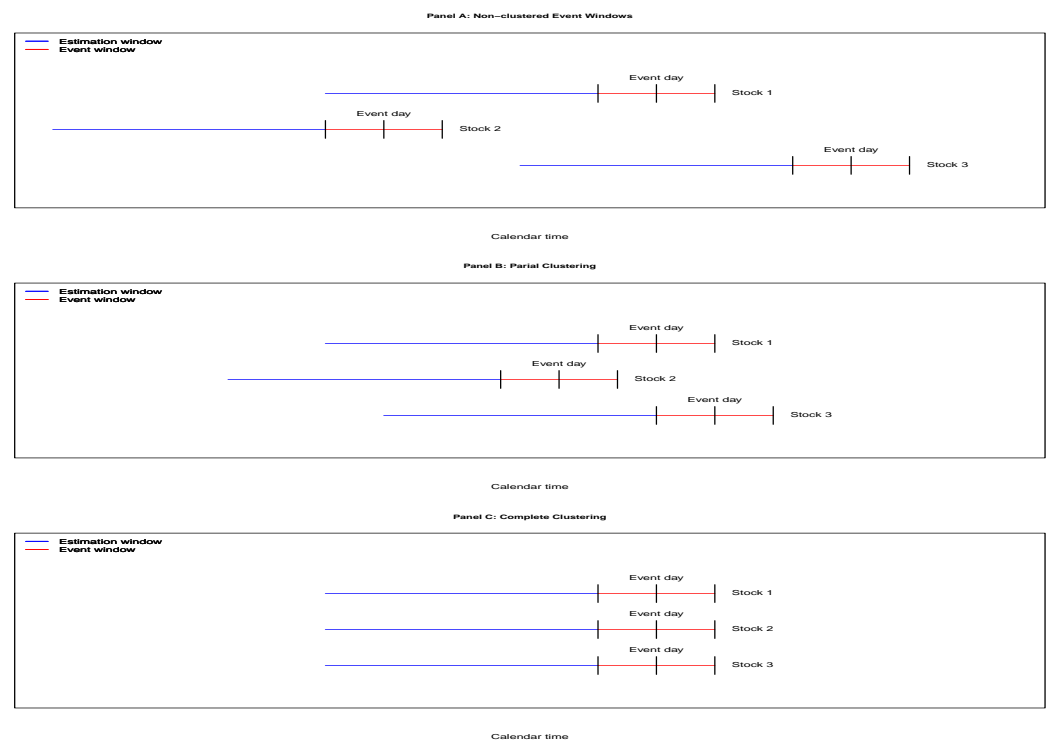 Panel A: Non−clustered Event Windows
Estimation window
Event window
Event day
Stock 1
Event day
Stock 2
Event day
Stock 3
Calendar time
Panel B: Parial Clustering
Estimation window
Event window
Event day
Stock 1
Event day
Stock 2
Event day
Stock 3
Calendar time
Panel C: Complete Clustering
Estimation window
Event window
Event day
Stock 1
Event day
Stock 2
Event day
Stock 3
Calendar time